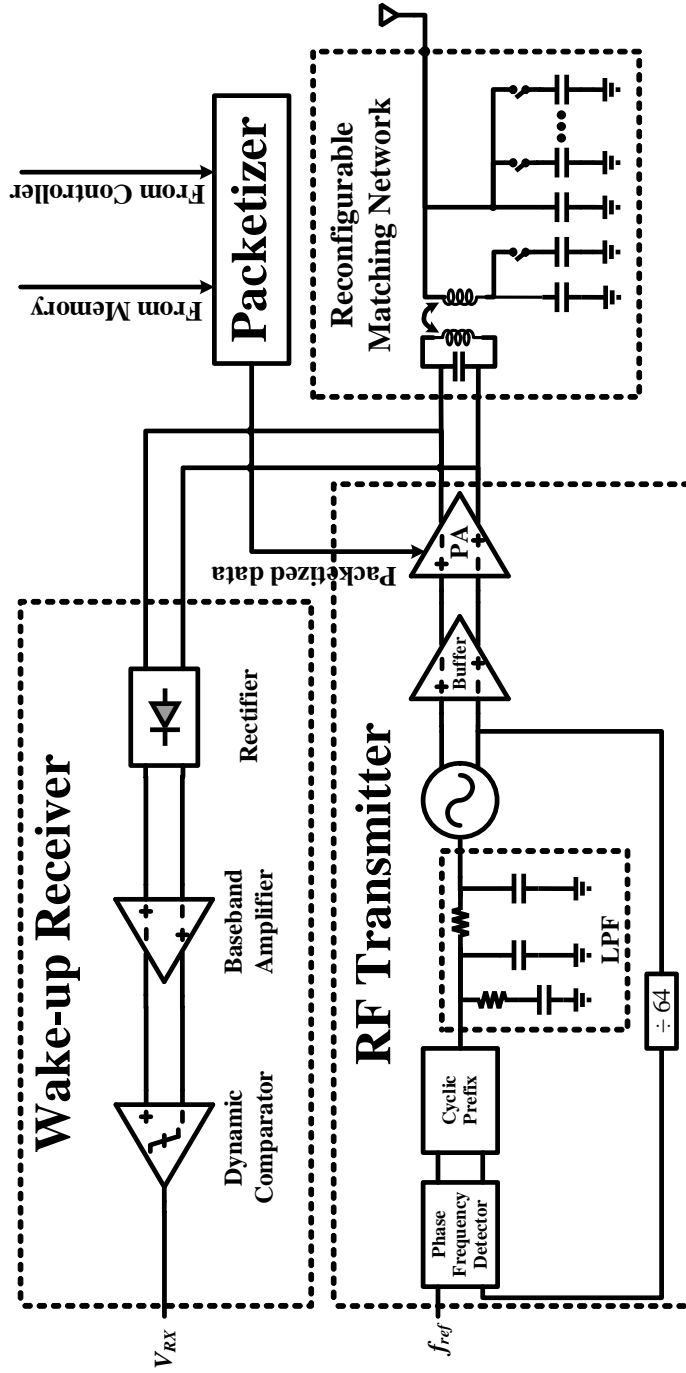 Wake-up Receiver
V_RX
Dynamic
Comparator
Baseband
Amplifier
Rectifier
From Memory
From Controller
Packetizer
Packetized data
RF Transmitter
f_ref
Phase
Frequency
Detector
Cyclic
Prefix
LPF
÷ 64
Buffer
PA
Reconfigurable
Matching Network